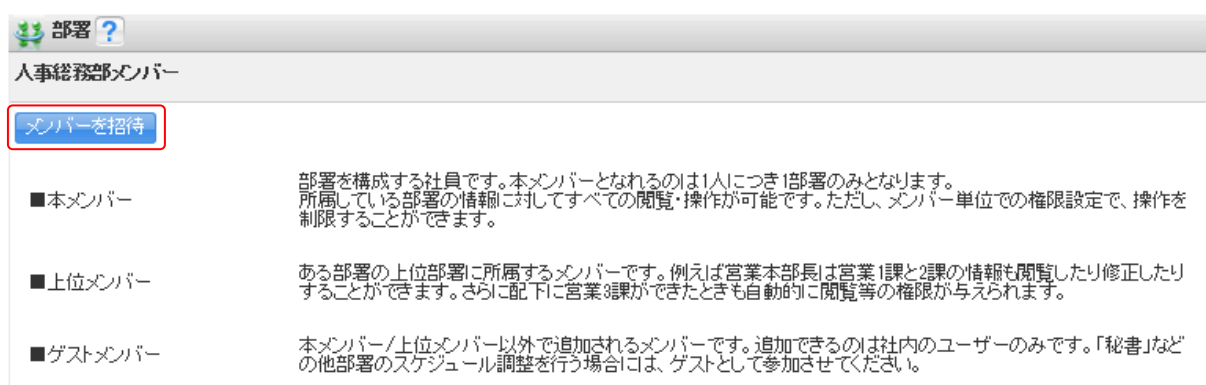 部署 ?
人事総務部メンバー
メンバーを招待
■本メンバー
部署を構成する社員です。本メンバーとなれるのは1人につき1部署のみとなります。
所属している部署の情報に対してすべての閲覧・操作が可能です。ただし、メンバー単位での権限設定で、操作を
制限することができます。
■上位メンバー
ある部署の上位部署に所属するメンバーです。例えば営業本部長は営業1課と2課の情報も閲覧したり修正したり
することができます。さらに配下に営業3課ができたときも自動的に閲覧等の権限が与えられます。
■ゲストメンバー
本メンバー/上位メンバー以外で追加されるメンバーです。追加できるのは社内のユーザーのみです。「秘書」など
の他部署のスケジュール調整を行う場合には、ゲストとして参加させてください。